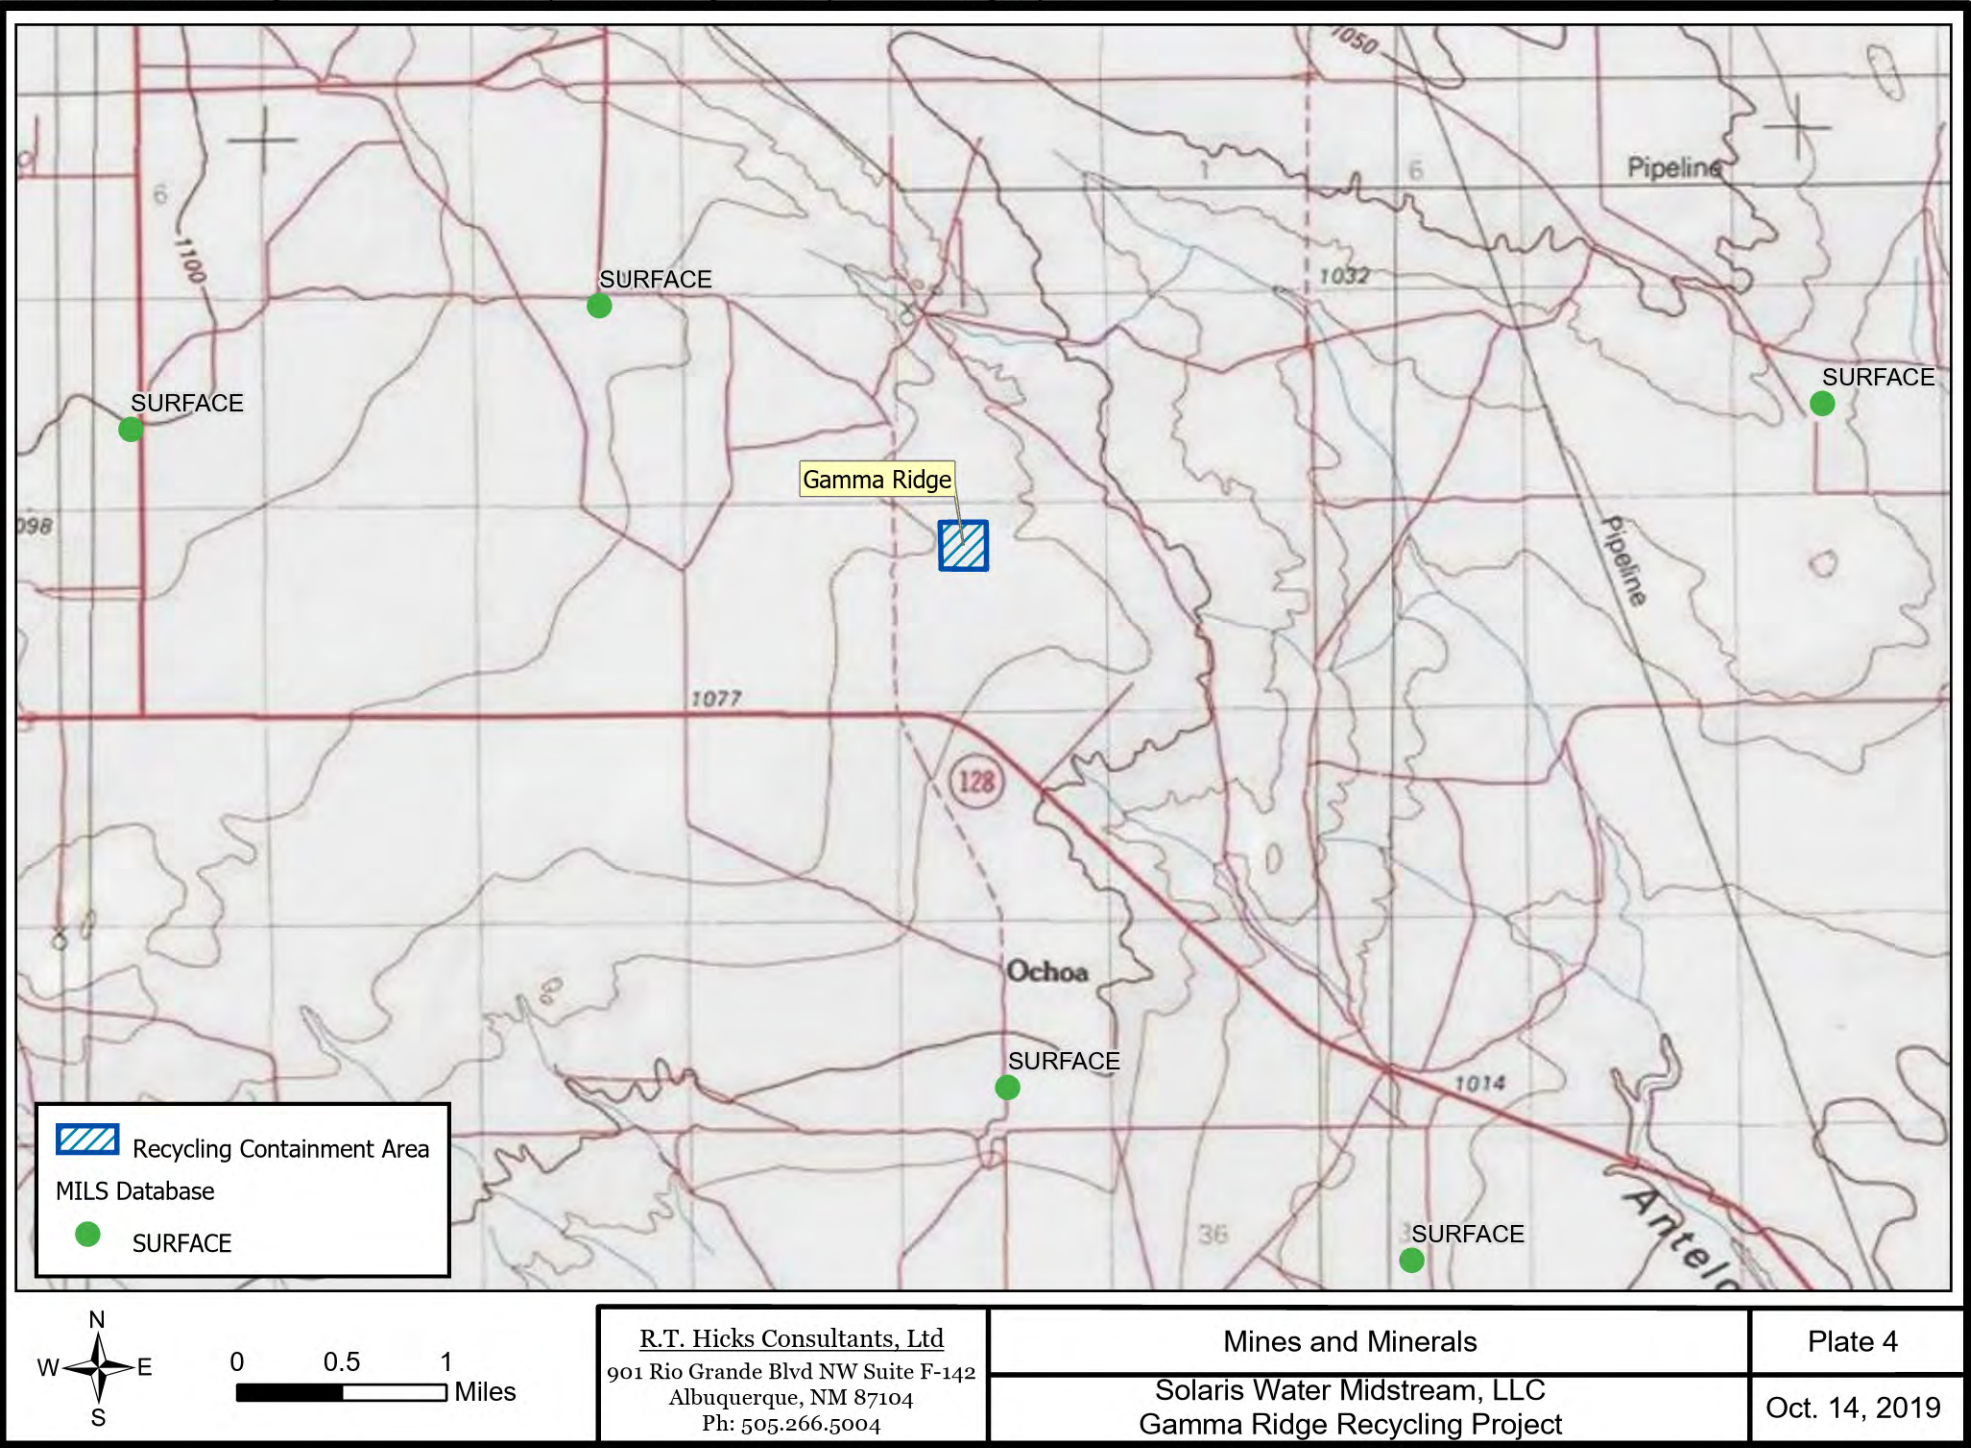 1050
Pipeline
6
1
6
1100
SURFACE
1032
SURFACE
SURFACE
Gamma Ridge
098
Pipeline
1077
128
Ochoa
SURFACE
1014
36
SURFACE
Antelo
Recycling Containment Area
MILS Database
SURFACE
N
W
E
S
0 0.5 1
Miles
R.T. Hicks Consultants, Ltd
901 Rio Grande Blvd NW Suite F-142
Albuquerque, NM 87104
Ph: 505.266.5004
Mines and Minerals
Solaris Water Midstream, LLC
Gamma Ridge Recycling Project
Plate 4
Oct. 14, 2019